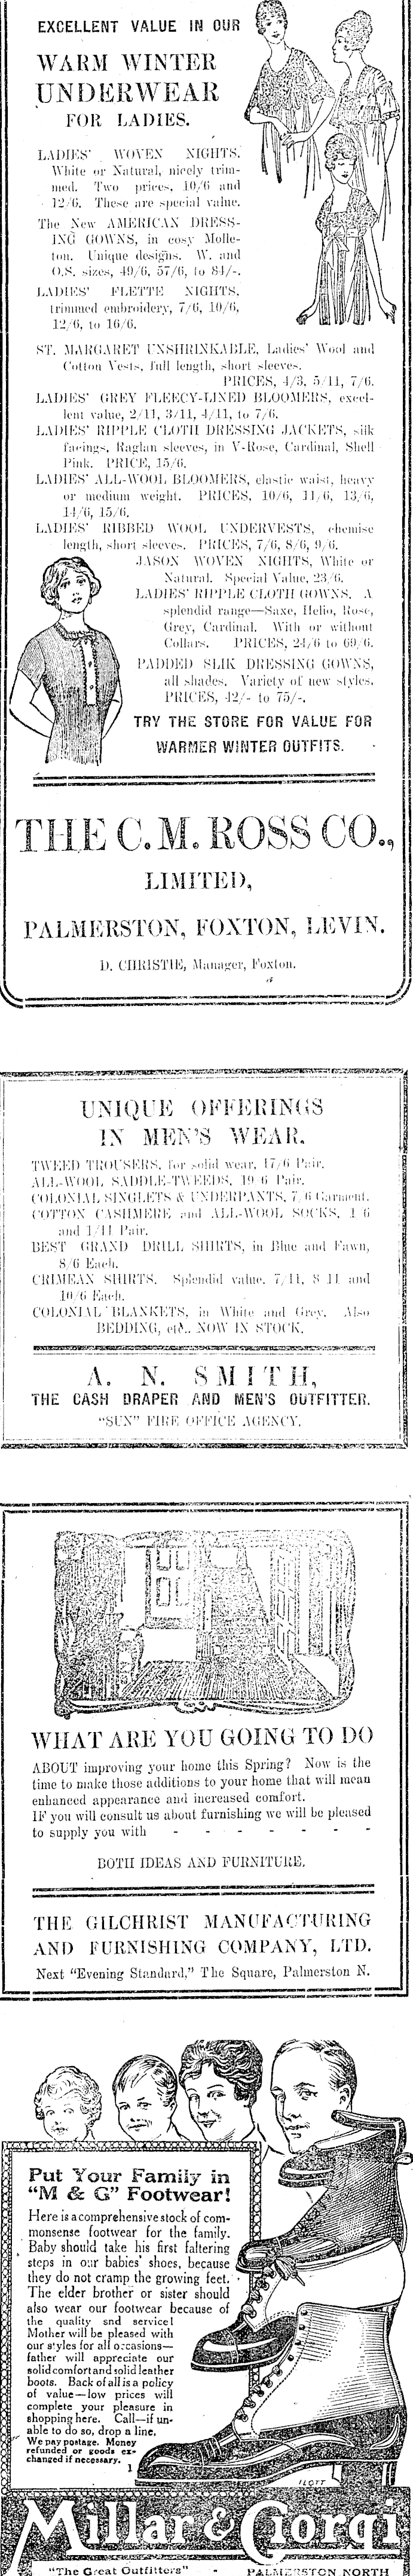 EXCELLENT VALUE IN OUR
WARM WINTER
UNDERWEAR
FOR LADIES.
LADIES' WOVEN NIGHTS.
White or Natural, nicely trim-
med. Two prices, 10/6 and
12/6. These are special value.
The New AMERICAN DRESS-
ING GOWNS, in cosy Molle-
ton. Unique designs. W. and
O.S. sizes, 49/6, 57/6, to 84/-.
LADIES' FLETTE NIGHTS,
trimmed embroidery, 7/6, 10/6,
12/6, to 16/6.
ST. MARGARET UNSHRINKABLE, Ladies' Wool and
Cotton Vests, full length, short sleeves.
PRICES, 4/3, 5/11, 7/6.
LADIES' GREY FLEECY-LINED BLOOMERS, excel-
lent value, 2/11, 3/11, 4/11, to 7/6.
LADIES' RIPPLE CLOTH DRESSING JACKETS, silk
facings, Raglan sleeves, in V-Rose, Cardinal, Shell
Pink. PRICE, 15/6.
LADIES' ALL-WOOL BLOOMERS, elastic waist, heavy
or medium weight. PRICES, 10/6, 11/6, 13/6,
14/6, 15/6.
LADIES' RIBBED WOOL UNDERVESTS, chemise
length, short sleeves. PRICES, 7/6, 8/6, 9/6.
JASON WOVEN NIGHTS, White or
Natural. Special Value, 23/6.
LADIES' RIPPLE CLOTH GOWNS. A
splendid range—Saxe, Helio, Rose,
Grey, Cardinal. With or without
Collars. PRICES, 24/6 to 69/6.
PADDED SLIK DRESSING GOWNS,
all shades. Variety of new styles.
PRICES, 42/- to 75/-.
TRY THE STORE FOR VALUE FOR
WARMER WINTER OUTFITS.
THE C. M. ROSS CO.,
LIMITED,
PALMERSTON, FOXTON, LEVIN.
D. CHRISTIE, Manager, Foxton.
UNIQUE OFFERINGS
IN MEN'S WEAR.
TWEED TROUSERS, for solid wear, 17/6 Pair.
ALL-WOOL SADDLE-TWEEDS, 19 6 Pair.
COLONIAL SINGLETS & UNDERPANTS, 7/6 Garment.
COTTON CASHMERE and ALL-WOOL SOCKS, 1 6
and 1/11 Pair.
BEST GRAND DRILL SHIRTS, in Blue and Fawn,
8/6 Each.
CRIMEAN SHIRTS. Splendid value, 7/11, 8 11 and
10/6 Each.
COLONIAL BLANKETS, in White and Grey. Also
BEDDING, etc., NOW IN STOCK.
A. N. SMITH,
THE CASH DRAPER AND MEN'S OUTFITTER.
"SUN" FIRE OFFICE AGENCY.
WHAT ARE YOU GOING TO DO
ABOUT improving your home this Spring? Now is the
time to make those additions to your home that will mean
enhanced appearance and increased comfort.
IF you will consult us about furnishing we will be pleased
to supply you with - - - - - - -
BOTH IDEAS AND FURNITURE.
THE GILCHRIST MANUFACTURING
AND FURNISHING COMPANY, LTD.
Next "Evening Standard," The Square, Palmerston N.
Put Your Family in
"M & G" Footwear!
Here is a comprehensive stock of com-
monsense footwear for the family.
Baby should take his first faltering
steps in our babies' shoes, because
they do not cramp the growing feet.
The elder brother or sister should
also wear our footwear because of
the quality snd service!
Mother will be pleased with
our styles for all occasions—
father will appreciate our
solid comfort and solid leather
boots. Back of all is a policy
of value—low prices will
complete your pleasure in
shopping here. Call—if un-
able to do so, drop a line.
We pay postage. Money
refunded or goods ex-
changed if necessary.
1
ILOTT
Millar & Giorgi
"The Great Outfitters" - PALMERSTON NORTH